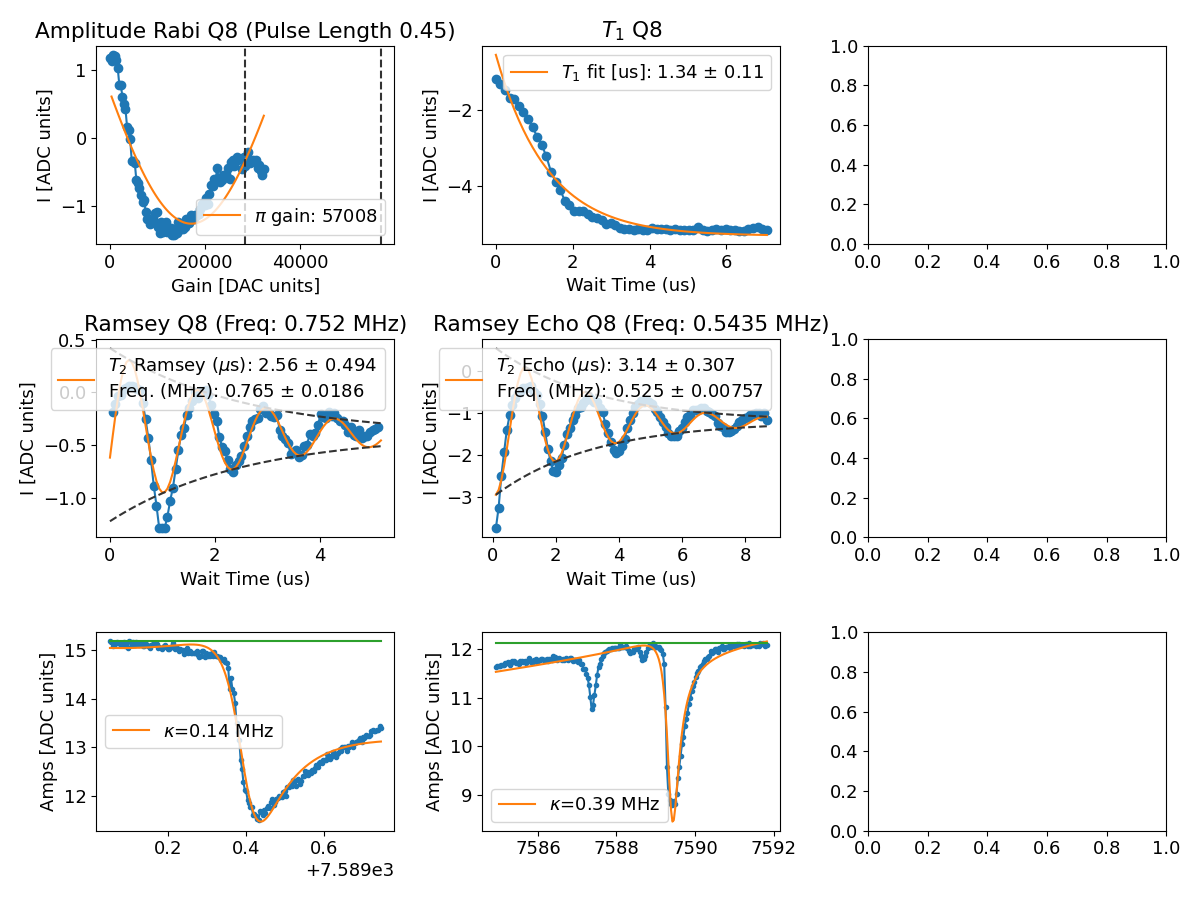 Amplitude Rabi Q8 (Pulse Length 0.45)
1
0
−1
I [ADC units]
π gain: 57008
0 20000 40000
Gain [DAC units]
T1 Q8
−2
−4
I [ADC units]
T1 fit [us]: 1.34 ± 0.11
0 2 4 6
Wait Time (us)
1.0
0.8
0.6
0.4
0.2
0.0
0.0 0.2 0.4 0.6 0.8 1.0
Ramsey Q8 (Freq: 0.752 MHz)
0.5
0.0
−0.5
−1.0
I [ADC units]
T2 Ramsey (μs): 2.56 ± 0.494
Freq. (MHz): 0.765 ± 0.0186
0 2 4
Wait Time (us)
Ramsey Echo Q8 (Freq: 0.5435 MHz)
0
−1
−2
−3
I [ADC units]
T2 Echo (μs): 3.14 ± 0.307
Freq. (MHz): 0.525 ± 0.00757
0 2 4 6 8
Wait Time (us)
1.0
0.8
0.6
0.4
0.2
0.0
0.0 0.2 0.4 0.6 0.8 1.0
15
14
13
12
Amps [ADC units]
κ=0.14 MHz
0.2 0.4 0.6
+7.589e3
12
11
10
9
Amps [ADC units]
κ=0.39 MHz
7586 7588 7590 7592
1.0
0.8
0.6
0.4
0.2
0.0
0.0 0.2 0.4 0.6 0.8 1.0